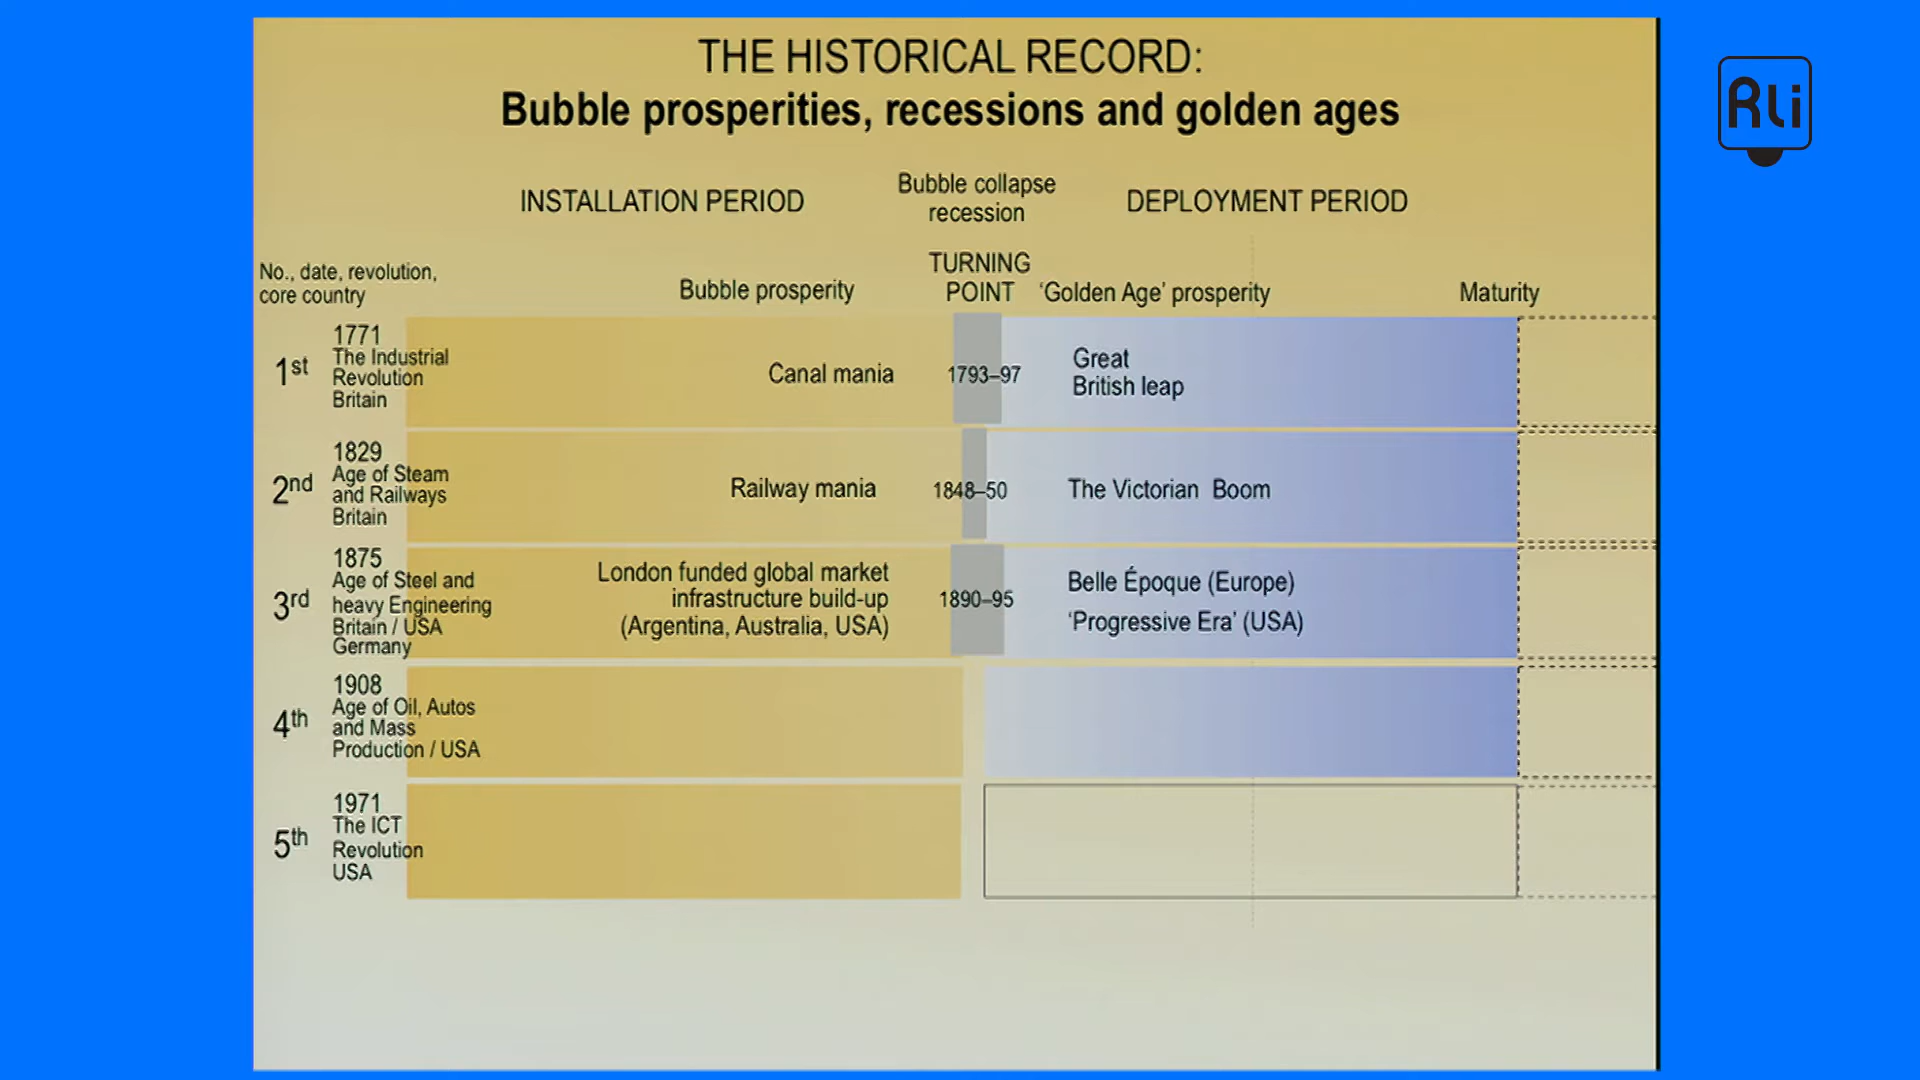 THE HISTORICAL RECORD:
Bubble prosperities, recessions and golden ages
RLi
INSTALLATION PERIOD
Bubble collapse
recession
DEPLOYMENT PERIOD
No., date, revolution,
core country
Bubble prosperity
TURNING
POINT
‘Golden Age’ prosperity
Maturity
1st
1771
The Industrial
Revolution
Britain
Canal mania
1793–97
Great
British leap
2nd
1829
Age of Steam
and Railways
Britain
Railway mania
1848–50
The Victorian Boom
3rd
1875
Age of Steel and
heavy Engineering
Britain / USA
Germany
London funded global market
infrastructure build-up
(Argentina, Australia, USA)
1890–95
Belle Époque (Europe)
‘Progressive Era’ (USA)
4th
1908
Age of Oil, Autos
and Mass
Production / USA
5th
1971
The ICT
Revolution
USA